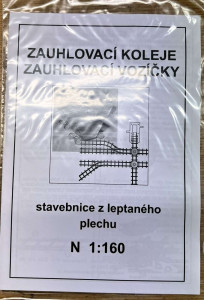 ZAUHLOVACÍ KOLEJE
ZAUHLOVACÍ VOZÍČKY
stavebnice z leptaného
plechu
N 1:160